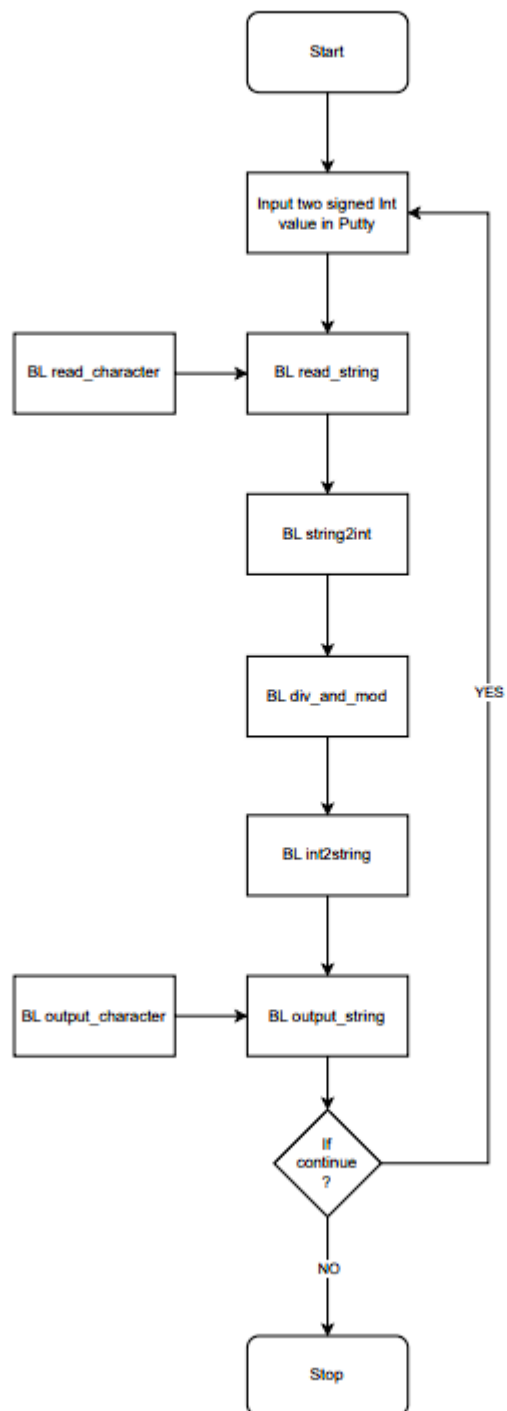 Start
Input two signed Int
value in Putty
BL read_character
BL read_string
BL string2int
BL div_and_mod
YES
BL int2string
BL output_character
BL output_string
If
continue
?
NO
Stop